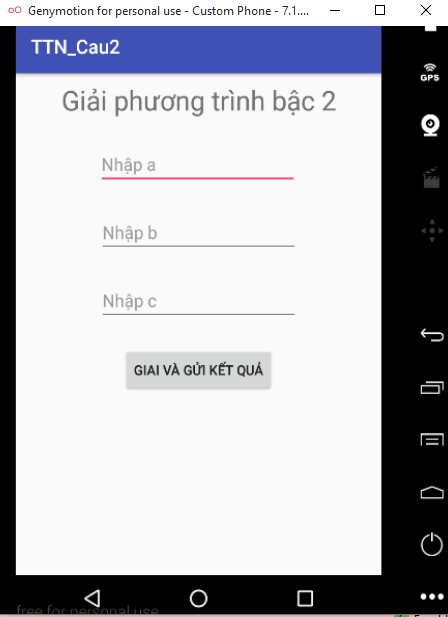 Genymotion for personal use - Custom Phone - 7.1....
TTN_Cau2
GPS
Giải phương trình bậc 2
Nhập a
Nhập b
Nhập c
GIAI VÀ GỬI KẾT QUẢ
free for personal use